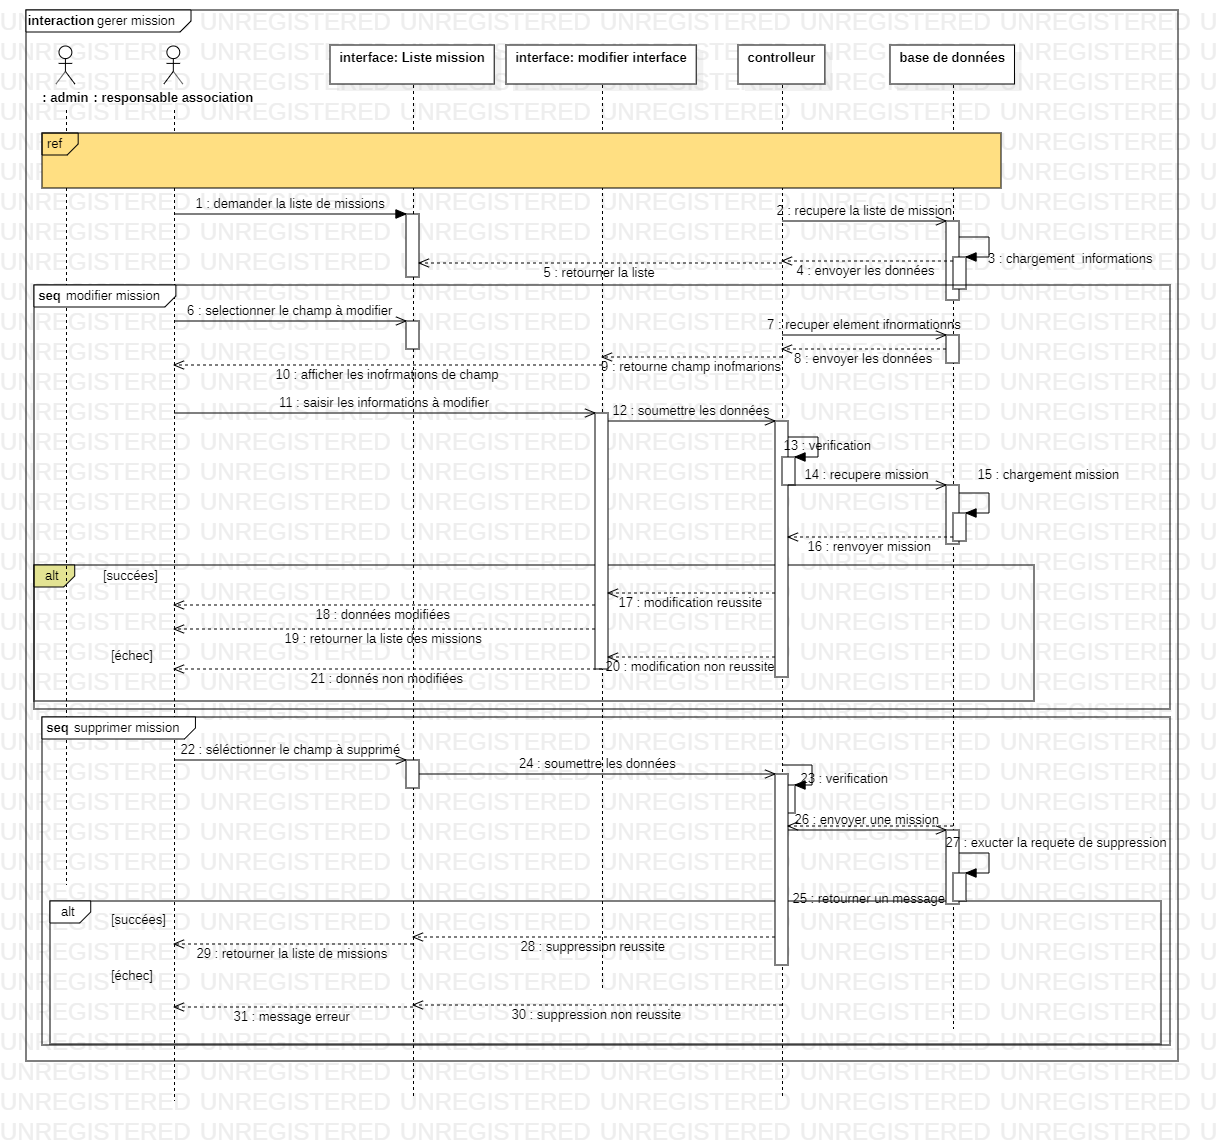 interaction gerer mission
: admin : responsable association
interface: Liste mission
interface: modifier interface
controlleur
base de données
ref
1 : demander la liste de missions
2 : recupere la liste de mission
3 : chargement  informations
4 : envoyer les données
5 : retourner la liste
seq modifier mission
6 : selectionner le champ à modifier
7 : recuper element ifnormationns
8 : envoyer les données
9 : retourne champ inofmarions
10 : afficher les inofrmations de champ
11 : saisir les informations à modifier
12 : soumettre les données
13 : verification
14 : recupere mission
15 : chargement mission
16 : renvoyer mission
alt
[succées]
17 : modification reussite
18 : données modifiées
19 : retourner la liste des missions
[échec]
20 : modification non reussite
21 : donnés non modifiées
seq supprimer mission
22 : séléctionner le champ à supprimé
24 : soumettre les données
23 : verification
26 : envoyer une mission
27 : exucter la requete de suppression
25 : retourner un message
alt
[succées]
28 : suppression reussite
29 : retourner la liste de missions
[échec]
30 : suppression non reussite
31 : message erreur
UNREGISTERED